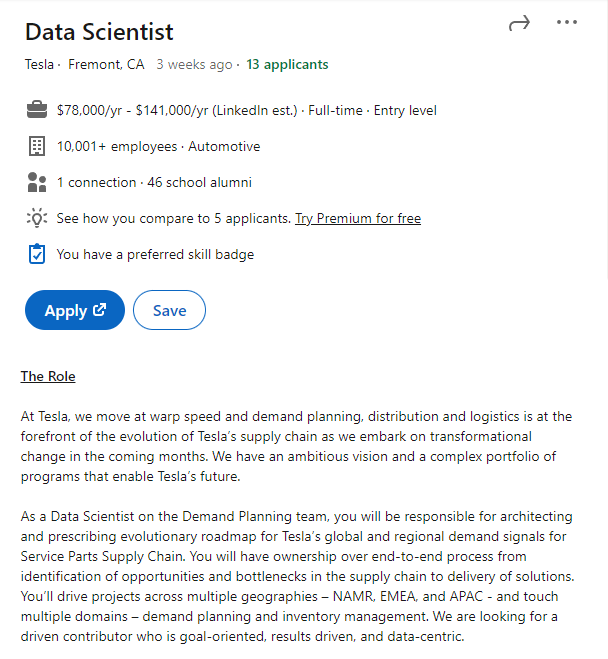 Data Scientist
Tesla · Fremont, CA 3 weeks ago · 13 applicants
$78,000/yr - $141,000/yr (LinkedIn est.) · Full-time · Entry level
10,001+ employees · Automotive
1 connection · 46 school alumni
See how you compare to 5 applicants. Try Premium for free
You have a preferred skill badge
Apply Save
The Role
At Tesla, we move at warp speed and demand planning, distribution and logistics is at the
forefront of the evolution of Tesla’s supply chain as we embark on transformational
change in the coming months. We have an ambitious vision and a complex portfolio of
programs that enable Tesla’s future.
As a Data Scientist on the Demand Planning team, you will be responsible for architecting
and prescribing evolutionary roadmap for Tesla’s global and regional demand signals for
Service Parts Supply Chain. You will have ownership over end-to-end process from
identification of opportunities and bottlenecks in the supply chain to delivery of solutions.
You’ll drive projects across multiple geographies – NAMR, EMEA, and APAC - and touch
multiple domains – demand planning and inventory management. We are looking for a
driven contributor who is goal-oriented, results driven, and data-centric.